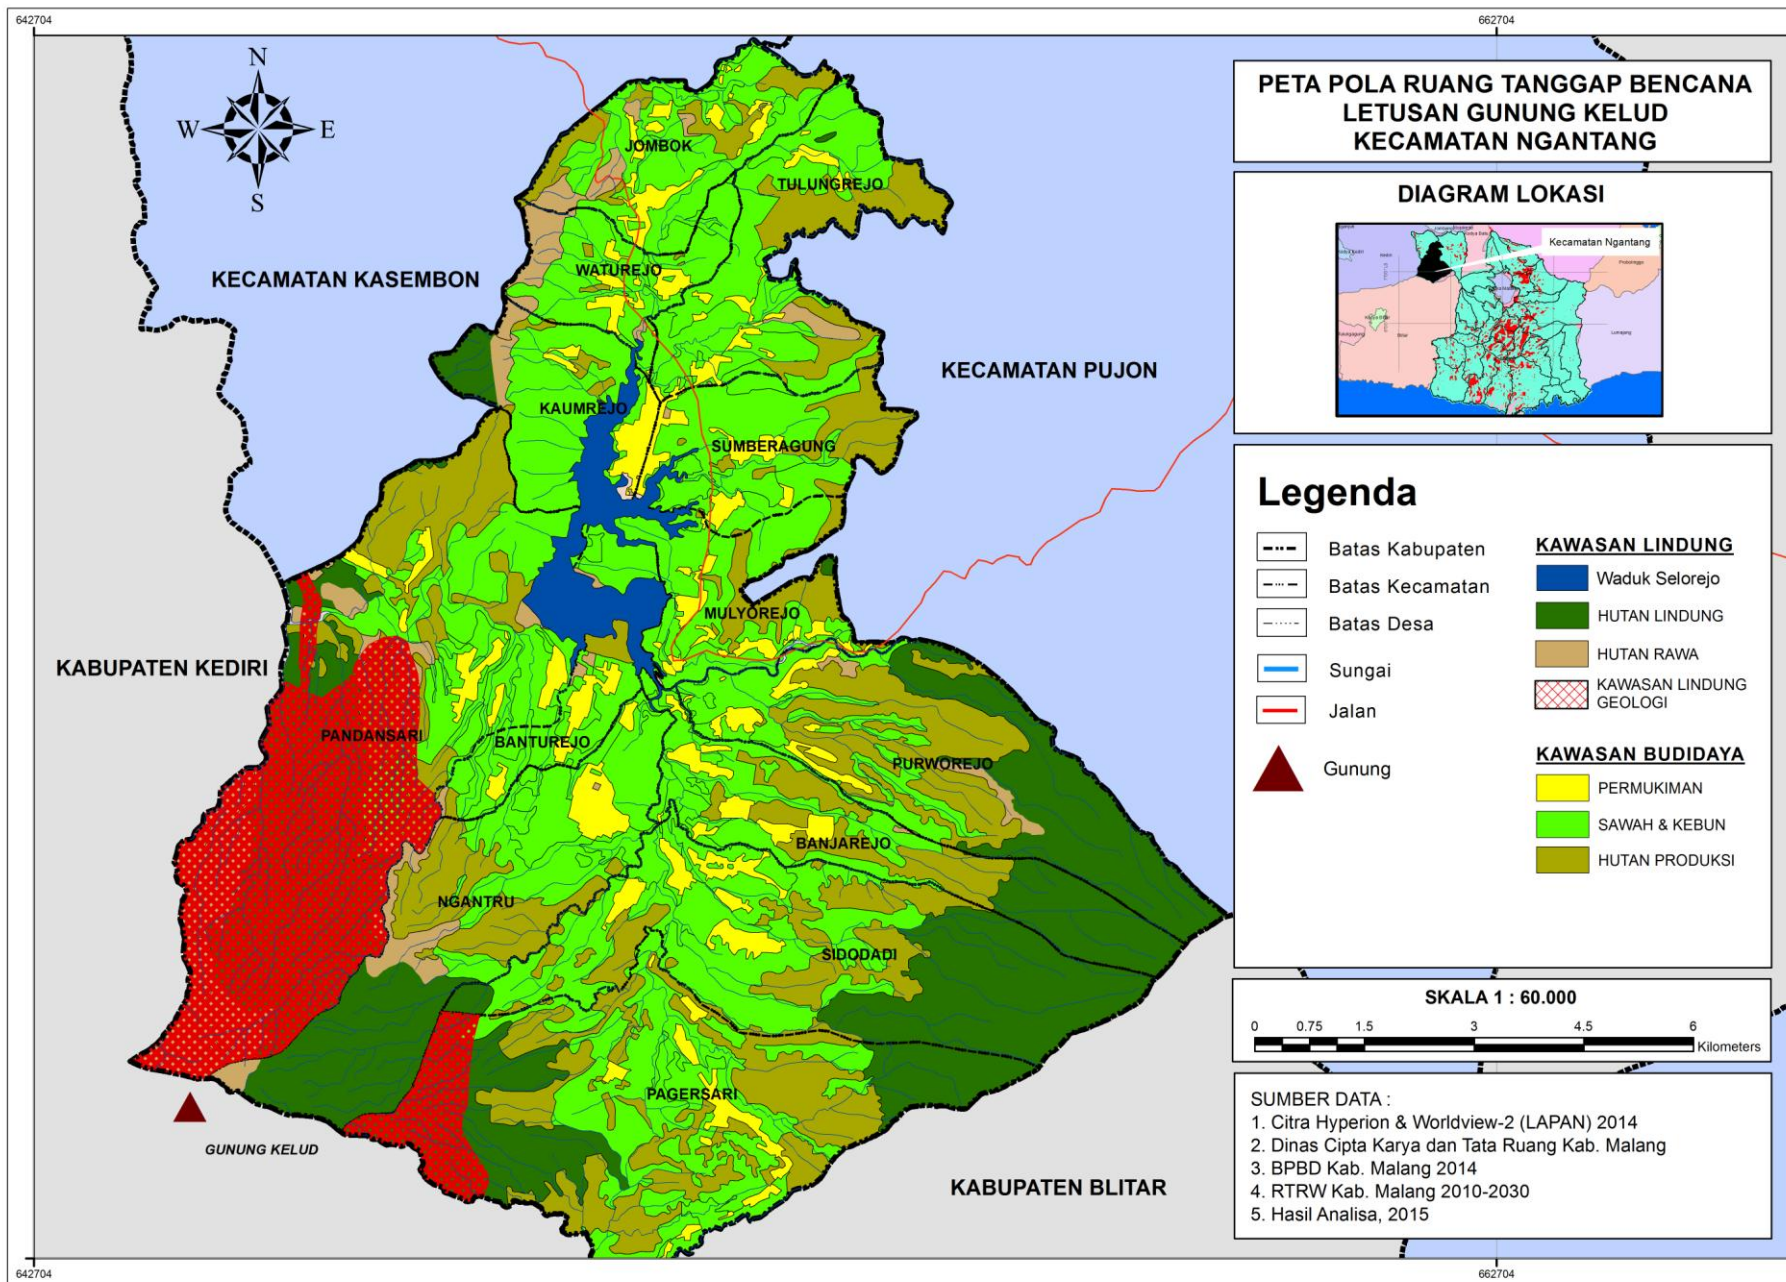 642704
662704
N
W
E
S
JOMBOK
TULUNGREJO
KECAMATAN KASEMBON
WATUREJO
KECAMATAN PUJON
KAUMREJO
SUMBERAGUNG
MULYOREJO
KABUPATEN KEDIRI
PANDANSARI
BANTUREJO
PURWOREJO
BANJAREJO
NGANTRU
SIDODADI
PAGERSARI
GUNUNG KELUD
KABUPATEN BLITAR
PETA POLA RUANG TANGGAP BENCANA
LETUSAN GUNUNG KELUD
KECAMATAN NGANTANG
DIAGRAM LOKASI
Kecamatan Ngantang
Legenda
Batas Kabupaten
Batas Kecamatan
Batas Desa
Sungai
Jalan
Gunung
KAWASAN LINDUNG
Waduk Selorejo
HUTAN LINDUNG
HUTAN RAWA
KAWASAN LINDUNG
GEOLOGI
KAWASAN BUDIDAYA
PERMUKIMAN
SAWAH & KEBUN
HUTAN PRODUKSI
SKALA 1 : 60.000
0 0.75 1.5 3 4.5 6
Kilometers
SUMBER DATA :
1. Citra Hyperion & Worldview-2 (LAPAN) 2014
2. Dinas Cipta Karya dan Tata Ruang Kab. Malang
3. BPBD Kab. Malang 2014
4. RTRW Kab. Malang 2010-2030
5. Hasil Analisa, 2015
642704
662704